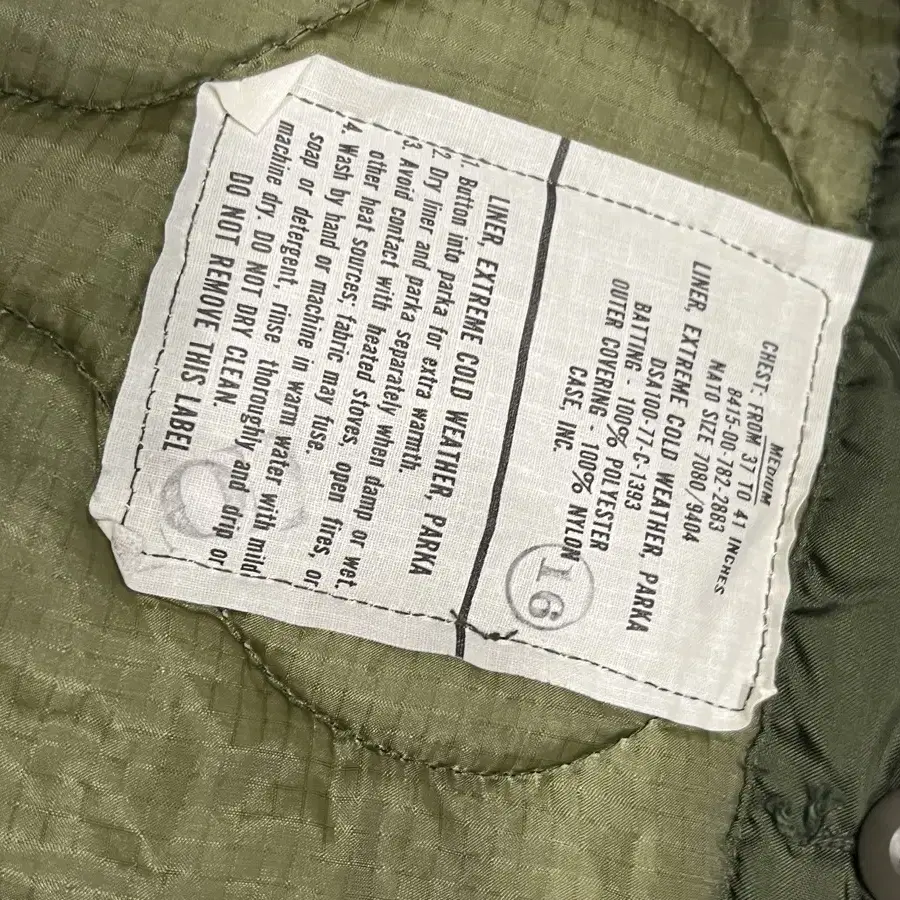 MEDIUM
CHEST: FROM 37 TO 41 INCHES
8415-00-782-2883
NATO SIZE 7080/9404
LINER, EXTREME COLD WEATHER, PARKA
DSA100-77-C-1393
BATTING - 100% POLYESTER
OUTER COVERING - 100% NYLON
CASE, INC.
16
LINER, EXTREME COLD WEATHER, PARKA
1. Button into parka for extra warmth.
2 Dry liner and parka separately when damp or wet.
3. Avoid contact with heated stoves, open fires, or
other heat sources; fabric may fuse.
4. Wash by hand or machine in warm water with mild
soap or detergent, rinse thoroughly and drip or
machine dry. DO NOT DRY CLEAN.
DO NOT REMOVE THIS LABEL